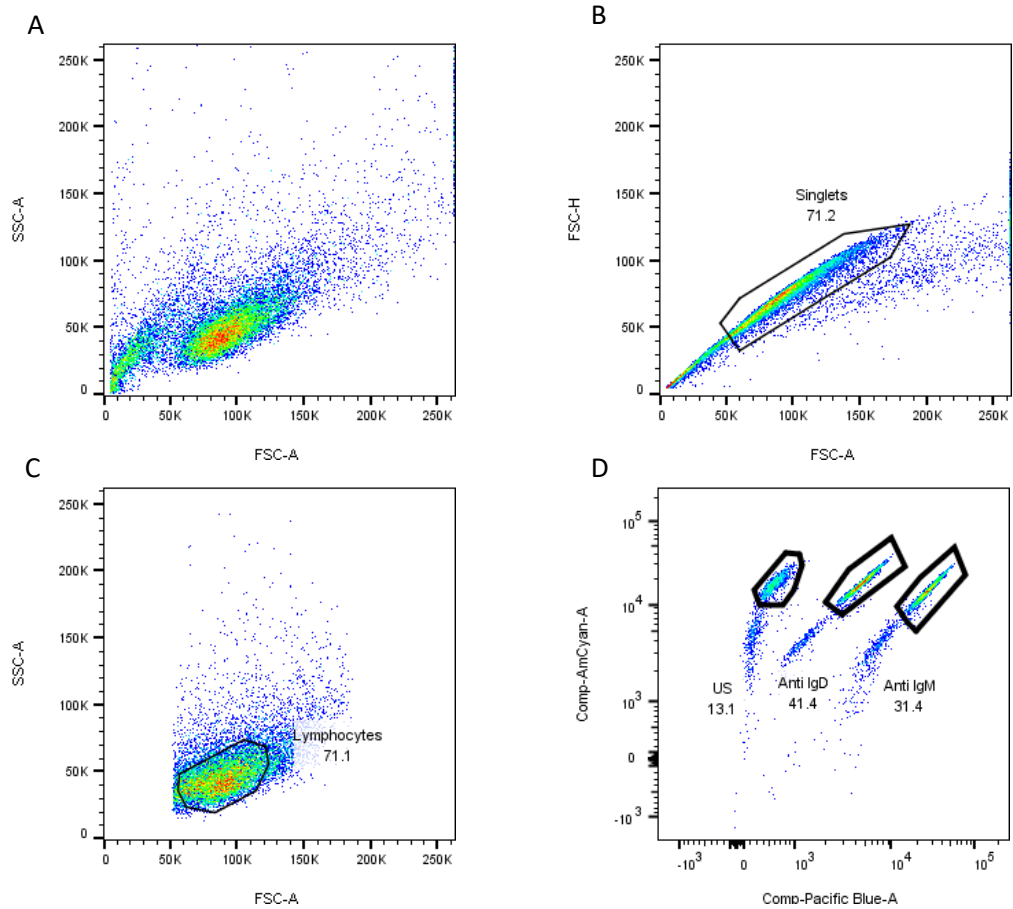 A
250K
200K
150K
100K
50K
0
SSC-A
0 50K 100K 150K 200K 250K
FSC-A
B
250K
200K
150K
100K
50K
0
FSC-H
Singlets
71.2
0 50K 100K 150K 200K 250K
FSC-A
C
250K
200K
150K
100K
50K
0
SSC-A
Lymphocytes
71.1
0 50K 100K 150K 200K 250K
FSC-A
D
10^5
10^4
10^3
0
-10^3
Comp-AmCyan-A
US
13.1
Anti IgD
41.4
Anti IgM
31.4
-10^3 0 10^3 10^4 10^5
Comp-Pacific Blue-A